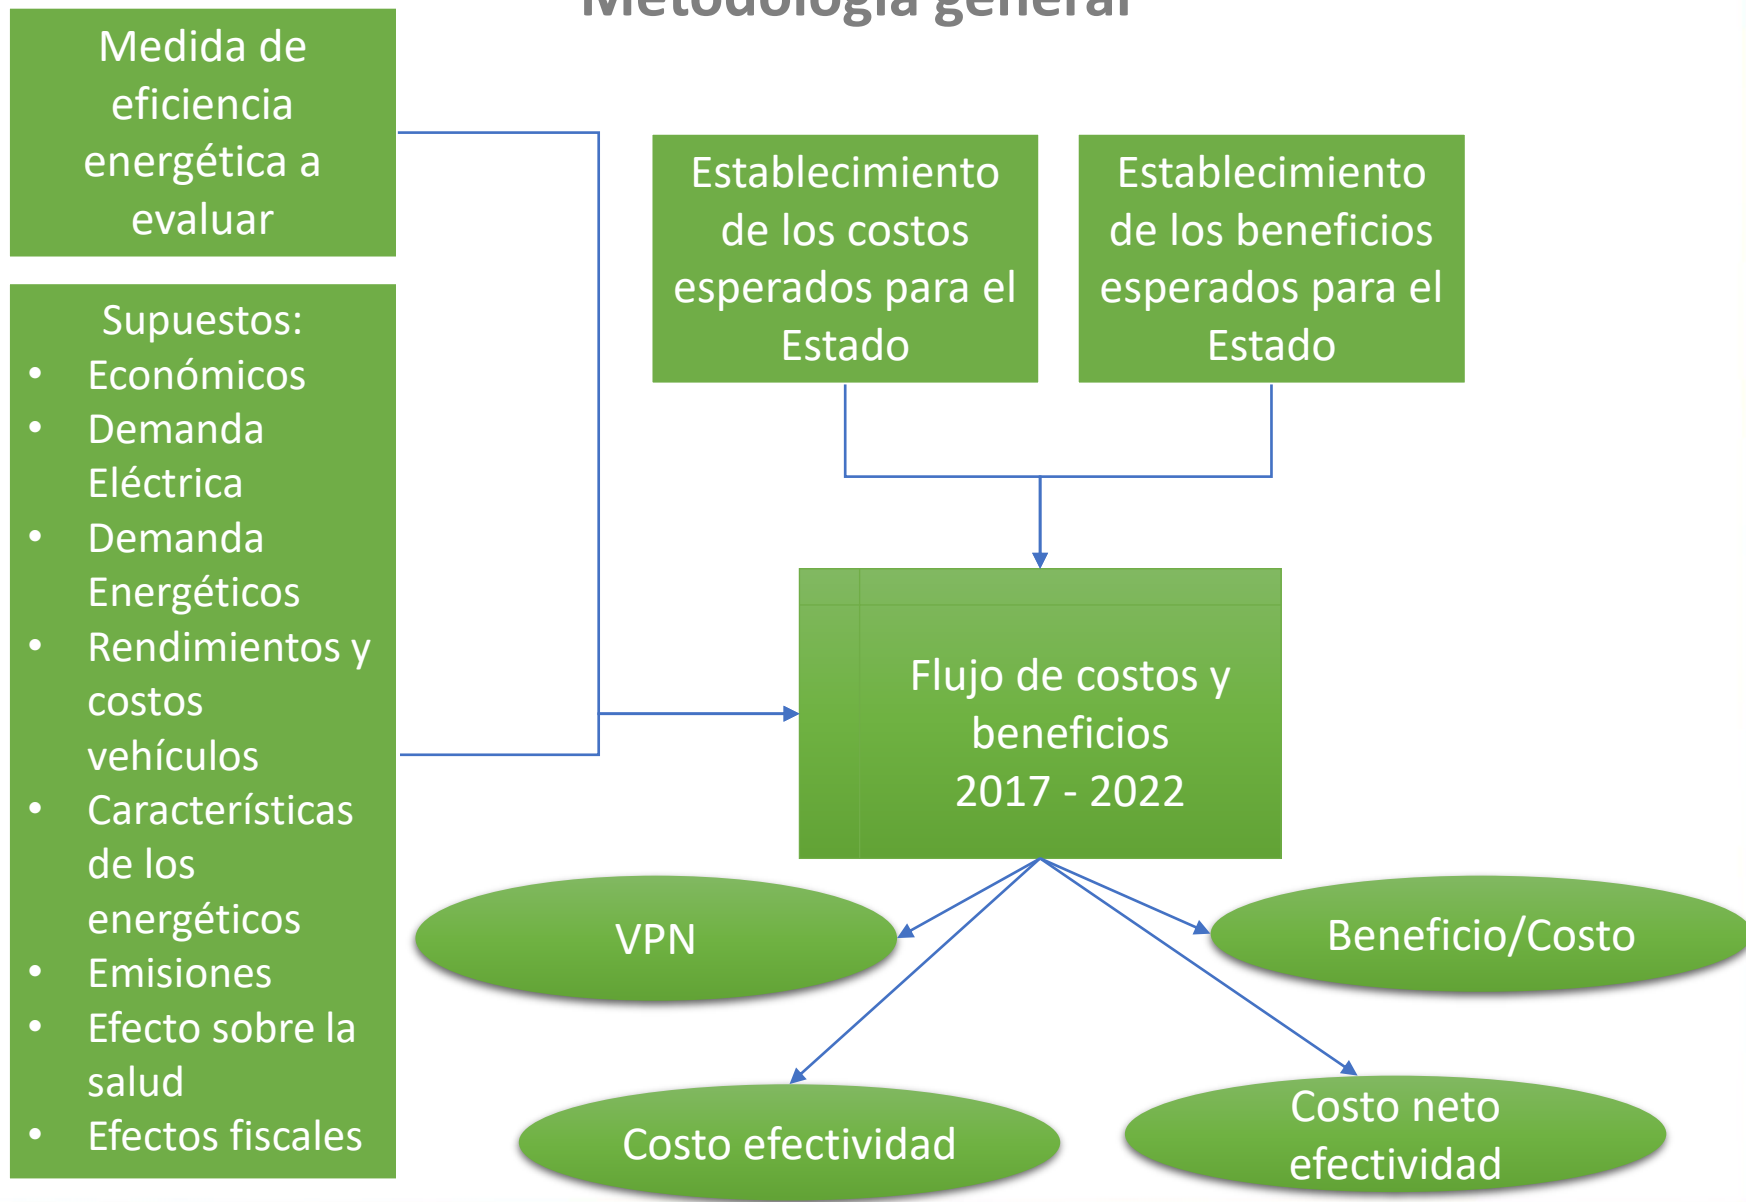 Metodología general
Medida de
eficiencia
energética a
evaluar
Supuestos:
• Económicos
• Demanda
Eléctrica
• Demanda
Energéticos
• Rendimientos y
costos
vehículos
• Características
de los
energéticos
• Emisiones
• Efecto sobre la
salud
• Efectos fiscales
Establecimiento
de los costos
esperados para el
Estado
Establecimiento
de los beneficios
esperados para el
Estado
Flujo de costos y
beneficios
2017 - 2022
VPN
Beneficio/Costo
Costo efectividad
Costo neto
efectividad